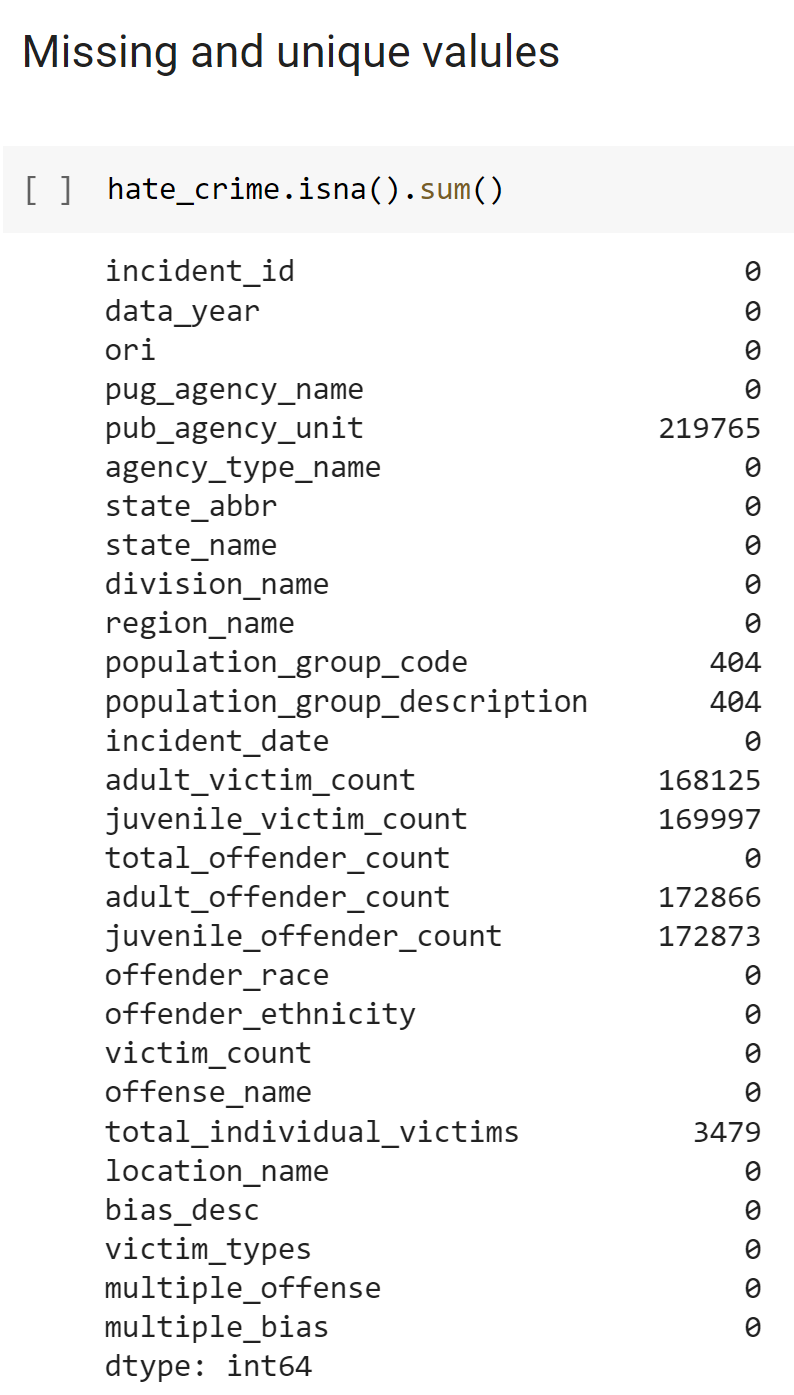 Missing and unique valules
[ ] hate_crime.isna().sum()
incident_id 0
data_year 0
ori 0
pug_agency_name 0
pub_agency_unit 219765
agency_type_name 0
state_abbr 0
state_name 0
division_name 0
region_name 0
population_group_code 404
population_group_description 404
incident_date 0
adult_victim_count 168125
juvenile_victim_count 169997
total_offender_count 0
adult_offender_count 172866
juvenile_offender_count 172873
offender_race 0
offender_ethnicity 0
victim_count 0
offense_name 0
total_individual_victims 3479
location_name 0
bias_desc 0
victim_types 0
multiple_offense 0
multiple_bias 0
dtype: int64